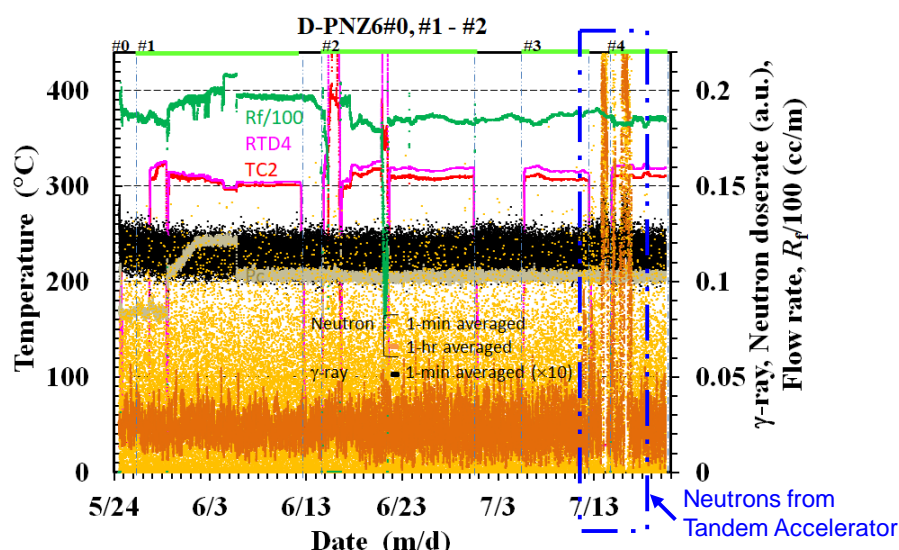 D-PNZ6#0, #1 - #2
#0 #1 #2 #3 #4
400
300
200
100
0
Temperature (°C)
0.2
0.15
0.1
0.05
0
γ-ray, Neutron doserate (a.u.),
Flow rate, Rf/100 (cc/m)
Rf/100
RTD4
TC2
Pc
Neutron 1-min averaged
1-hr averaged
γ-ray 1-min averaged (×10)
5/24 6/3 6/13 6/23 7/3 7/13
Date (m/d)
Neutrons from
Tandem Accelerator